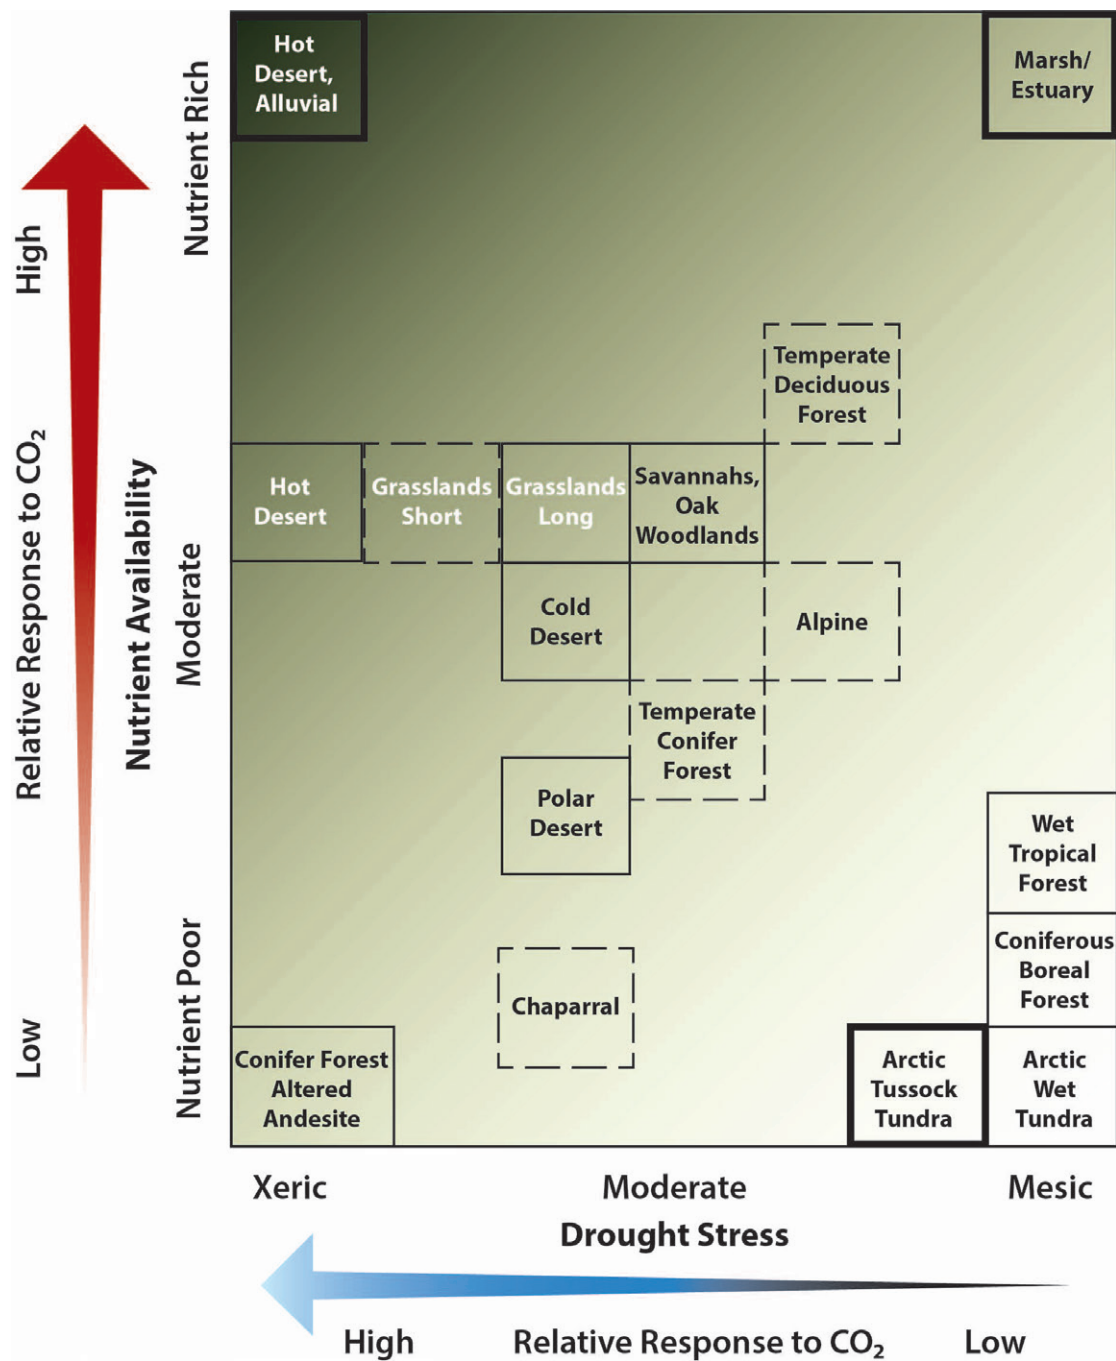 Hot
Desert,
Alluvial
Marsh/
Estuary
Nutrient Rich
High
Temperate
Deciduous
Forest
Hot
Desert
Grasslands
Short
Grasslands
Long
Savannahs,
Oak
Woodlands
Relative Response to CO₂
Nutrient Availability
Moderate
Cold
Desert
Alpine
Temperate
Conifer
Forest
Polar
Desert
Wet
Tropical
Forest
Coniferous
Boreal
Forest
Nutrient Poor
Low
Chaparral
Conifer Forest
Altered
Andesite
Arctic
Tussock
Tundra
Arctic
Wet
Tundra
Xeric
Moderate
Mesic
Drought Stress
High
Relative Response to CO₂
Low